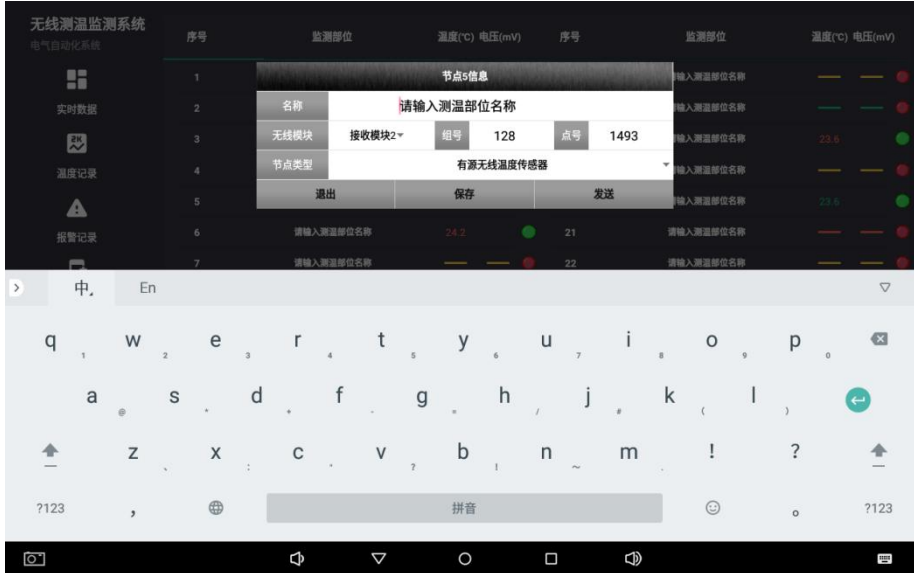 无线测温监测系统
电气自动化系统
序号 监测部位 温度(℃) 电压(mV) 序号 监测部位 温度(℃) 电压(mV)
实时数据
温度记录
报警记录
1
2
3
4
5
6 请输入测温部位名称 24.2 21 请输入测温部位名称
7 请输入测温部位名称 22 请输入测温部位名称
输入测温部位名称
输入测温部位名称
输入测温部位名称 23.6
输入测温部位名称
输入测温部位名称 23.6
节点5信息
名称 请输入测温部位名称
无线模块 接收模块2 组号 128 点号 1493
节点类型 有源无线温度传感器
退出 保存 发送
中 En
q 1 w 2 e 3 r 4 t 5 y 6 u 7 i 8 o 9 p 0
a @ s * d + f - g = h / j # k ( l )
z 、 x : c · v ? b ! n ~ m . ! ?
?123 , 拼音 。 ?123